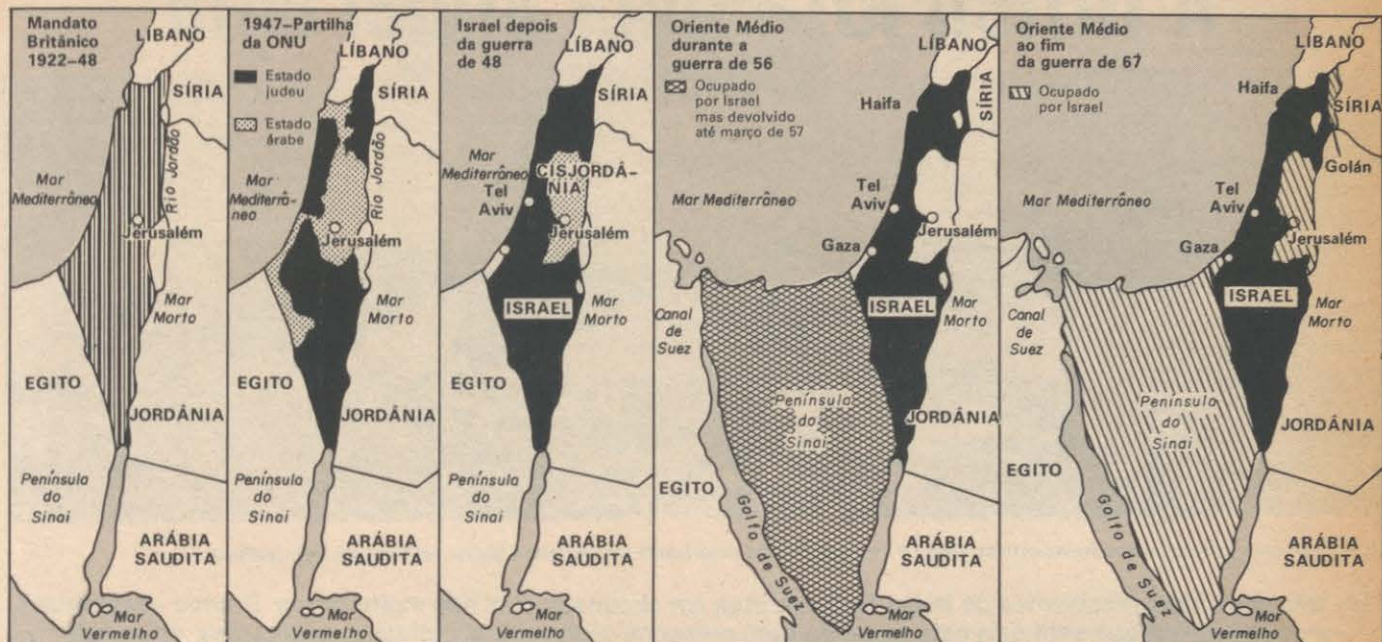 Mandato
Britânico
1922–48
LÍBANO
SÍRIA
Rio Jordão
Mar
Mediterrâneo
Jerusalém
Mar
Morto
EGITO
JORDÂNIA
Península
do
Sinai
ARÁBIA
SAUDITA
Mar
Vermelho
1947–Partilha
da ONU
Estado
judeu
Estado
árabe
LÍBANO
SÍRIA
Rio Jordão
Mar
Mediterrâ-
neo
Jerusalém
Mar
Morto
EGITO
JORDÂNIA
Península
do
Sinai
ARÁBIA
SAUDITA
Mar
Vermelho
Israel depois
da guerra
de 48
LÍBANO
SÍRIA
Mar
Mediterrâneo
CISJORDÂ-
NIA
Tel
Aviv
Jerusalém
ISRAEL
Mar
Morto
EGITO
JORDÂNIA
Península
do
Sinai
ARÁBIA
SAUDITA
Mar
Vermelho
Oriente Médio
durante a
guerra de 56
Ocupado
por Israel
mas devolvido
até março de 57
LÍBANO
SÍRIA
Haifa
Mar Mediterrâneo
Tel
Aviv
Jerusalém
Gaza
ISRAEL
Mar
Morto
Canal
de
Suez
Península
do
Sinai
JORDÂNIA
EGITO
Golfo de Suez
ARÁBIA
SAUDITA
Mar
Vermelho
Oriente Médio
ao fim
da guerra de 67
Ocupado
por Israel
LÍBANO
Haifa
SÍRIA
Golán
Mar Mediterrâneo
Tel
Aviv
Jerusalém
Gaza
ISRAEL
Mar
Morto
Canal
de
Suez
Península
do
Sinai
JORDÂNIA
EGITO
Golfo de Suez
ARÁBIA
SAUDITA
Mar
Vermelho